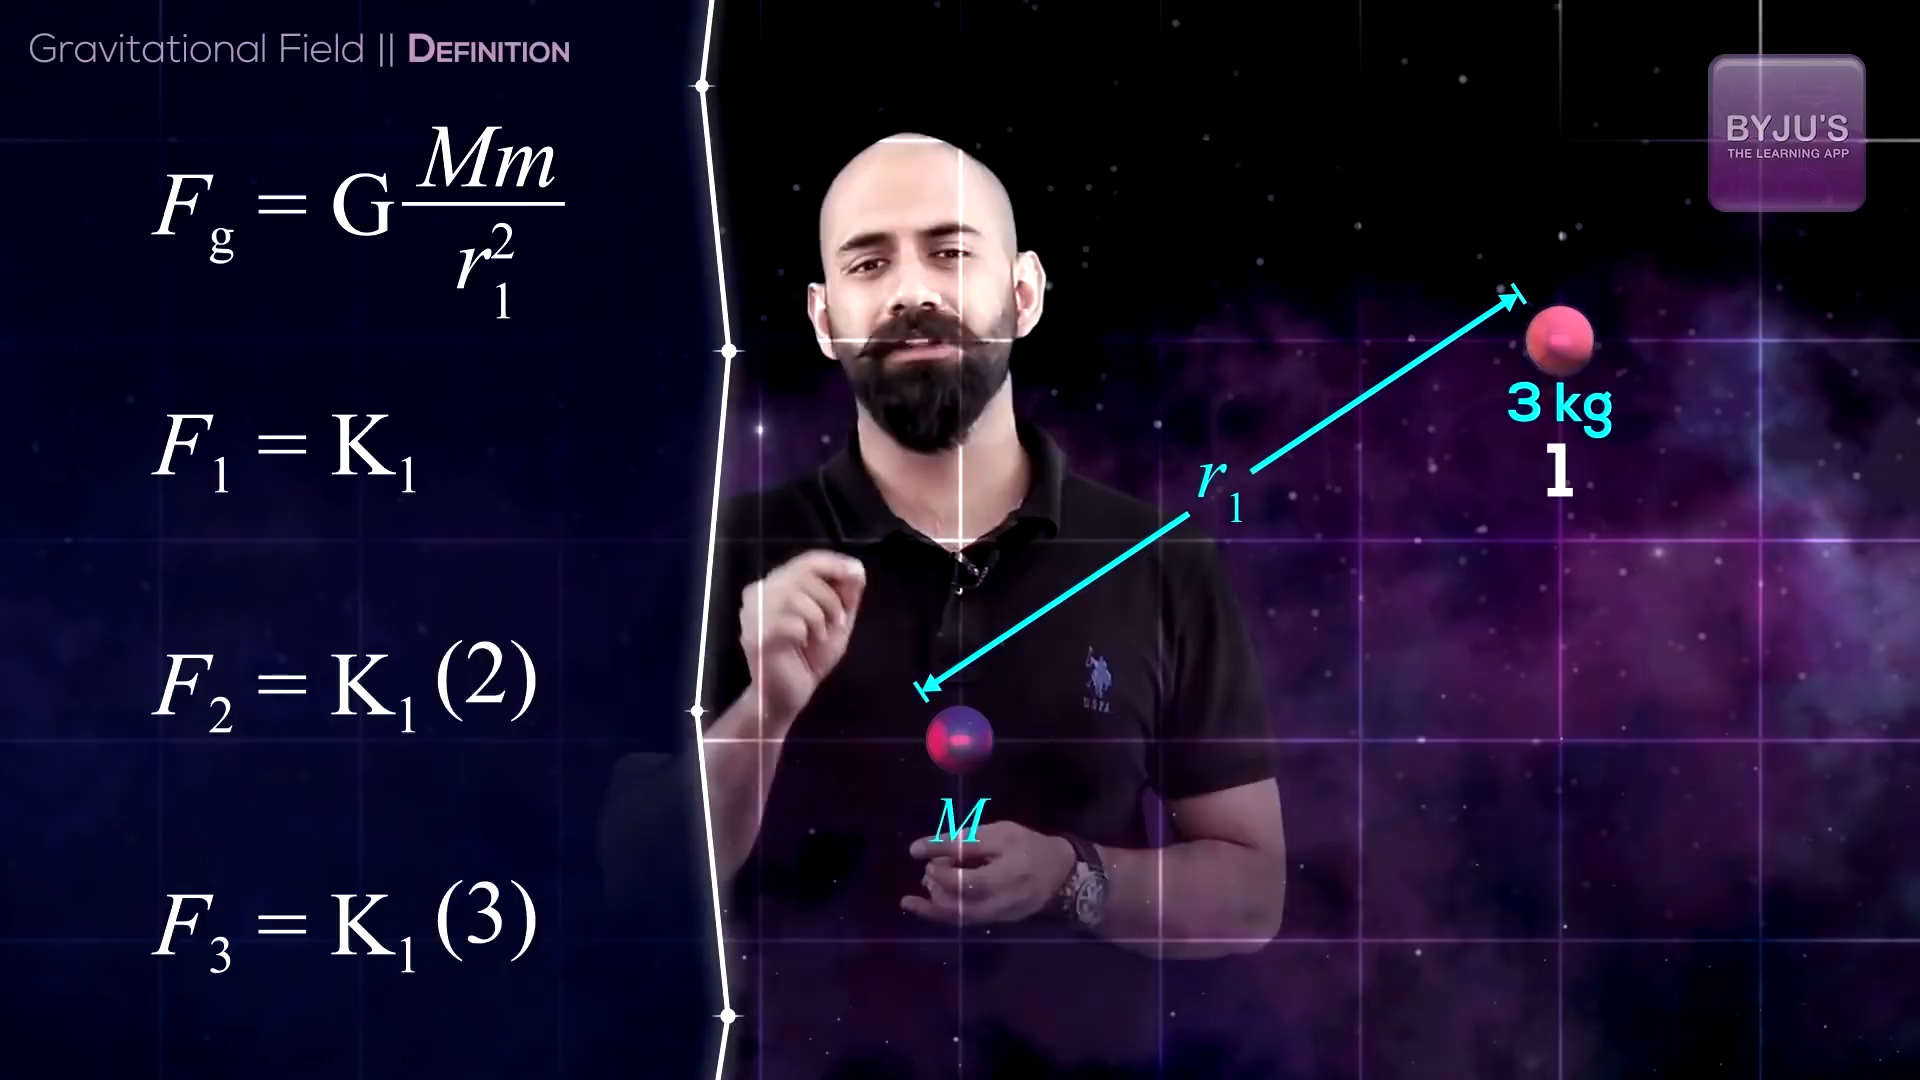 Gravitational Field || DEFINITION
BYJU'S
THE LEARNING APP
F_g = G Mm / r_1^2
F_1 = K_1
F_2 = K_1 (2)
F_3 = K_1 (3)
3 kg
1
r_1
USPA
M